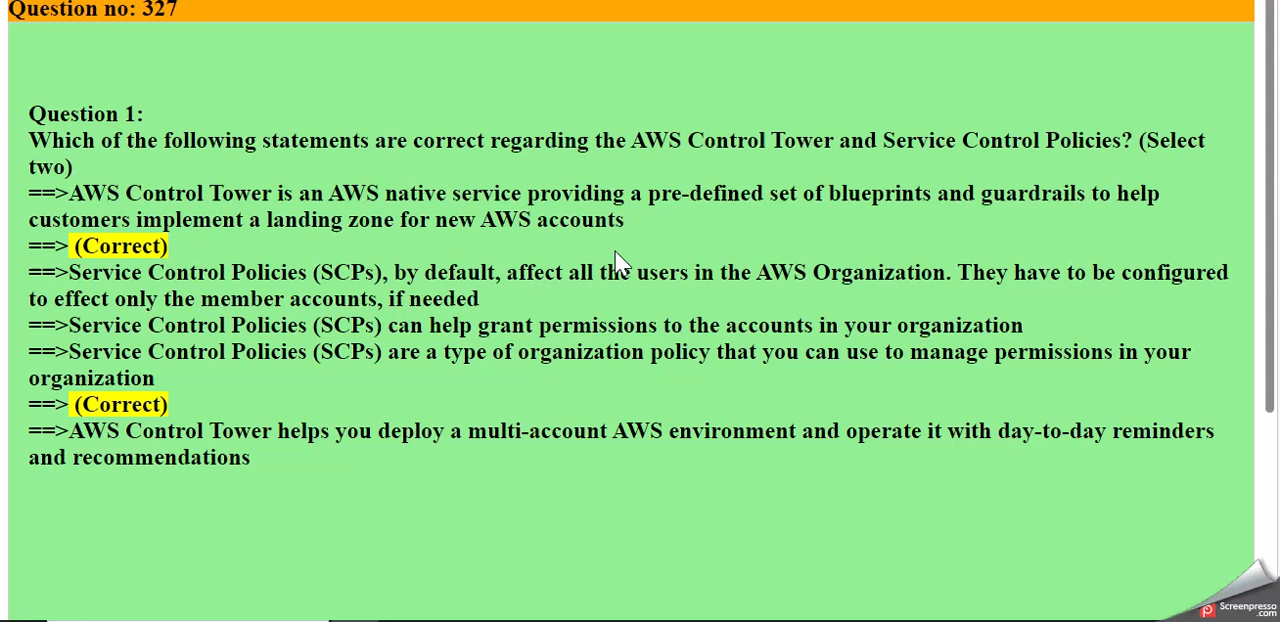 Question no: 327
Question 1:
Which of the following statements are correct regarding the AWS Control Tower and Service Control Policies? (Select
two)
==>AWS Control Tower is an AWS native service providing a pre-defined set of blueprints and guardrails to help
customers implement a landing zone for new AWS accounts
==> (Correct)
==>Service Control Policies (SCPs), by default, affect all the users in the AWS Organization. They have to be configured
to effect only the member accounts, if needed
==>Service Control Policies (SCPs) can help grant permissions to the accounts in your organization
==>Service Control Policies (SCPs) are a type of organization policy that you can use to manage permissions in your
organization
==> (Correct)
==>AWS Control Tower helps you deploy a multi-account AWS environment and operate it with day-to-day reminders
and recommendations
Screenpresso
.com